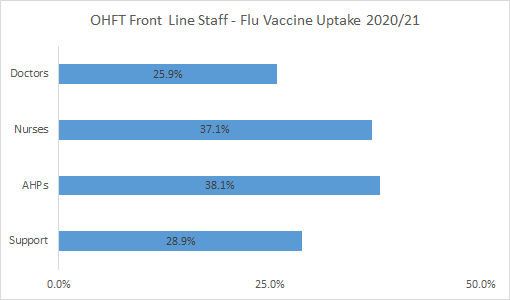 OHFT Front Line Staff - Flu Vaccine Uptake 2020/21
Doctors
25.9%
Nurses
37.1%
AHPs
38.1%
Support
28.9%
0.0%
25.0%
50.0%